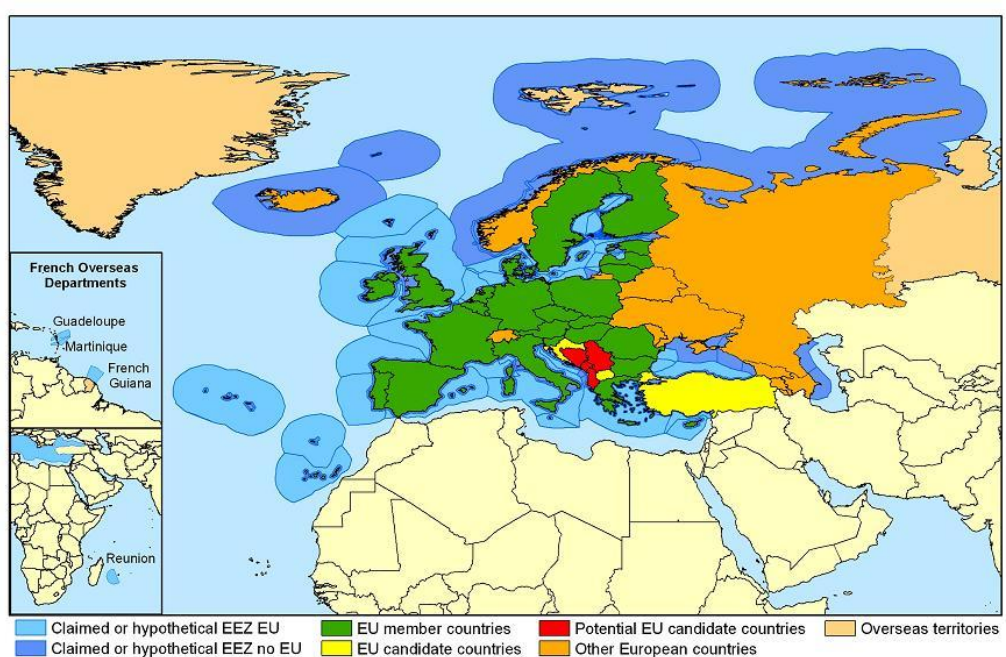 French Overseas
Departments
Guadeloupe
Martinique
French
Guiana
Reunion
Claimed or hypothetical EEZ EU
EU member countries
Potential EU candidate countries
Overseas territories
Claimed or hypothetical EEZ no EU
EU candidate countries
Other European countries